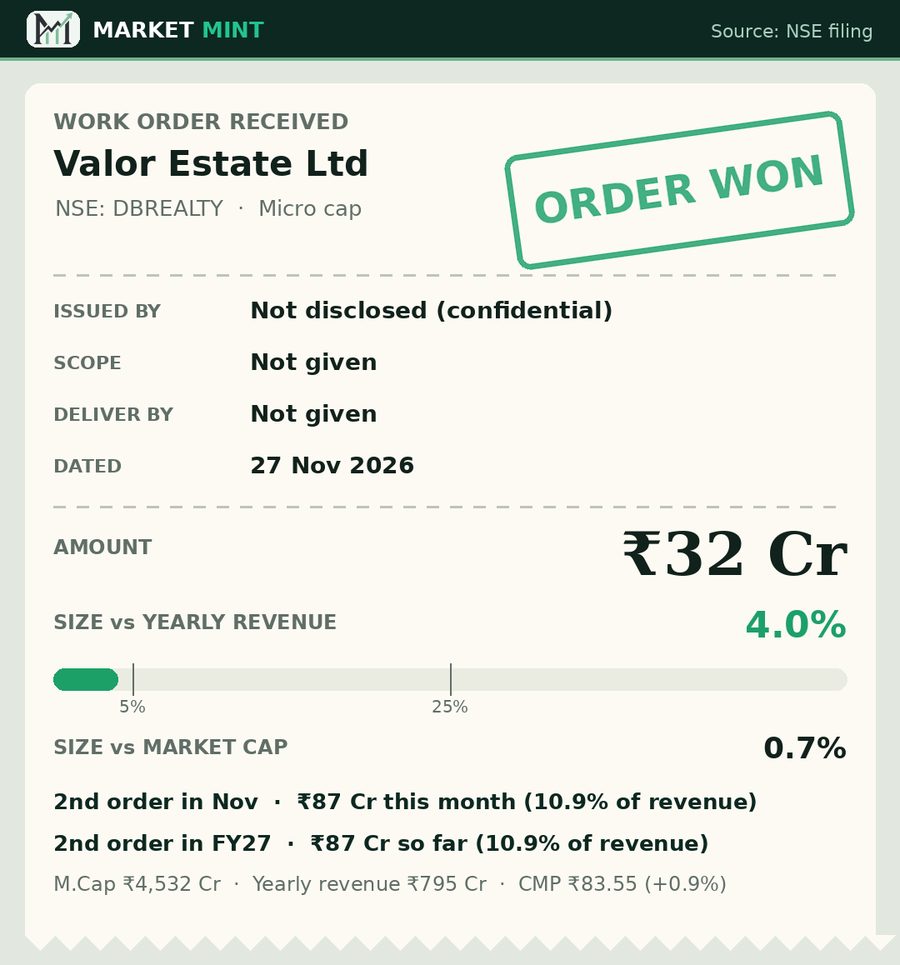 MARKET MINT
Source: NSE filing
WORK ORDER RECEIVED
Valor Estate Ltd
NSE: DBREALTY · Micro cap
ORDER WON
ISSUED BY Not disclosed (confidential)
SCOPE Not given
DELIVER BY Not given
DATED 27 Nov 2026
AMOUNT ₹32 Cr
SIZE vs YEARLY REVENUE 4.0%
5% 25%
SIZE vs MARKET CAP 0.7%
2nd order in Nov · ₹87 Cr this month (10.9% of revenue)
2nd order in FY27 · ₹87 Cr so far (10.9% of revenue)
M.Cap ₹4,532 Cr · Yearly revenue ₹795 Cr · CMP ₹83.55 (+0.9%)